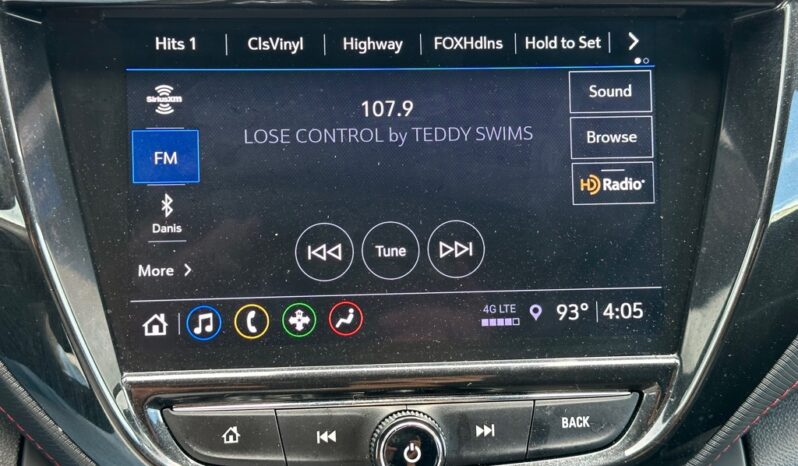 Hits 1 | ClsVinyl | Highway | FOXHdlns | Hold to Set
SiriusXM
107.9
Sound
LOSE CONTROL by TEDDY SWIMS
FM
Browse
HD Radio
Danis
Tune
More
4G LTE
93° | 4:05
BACK